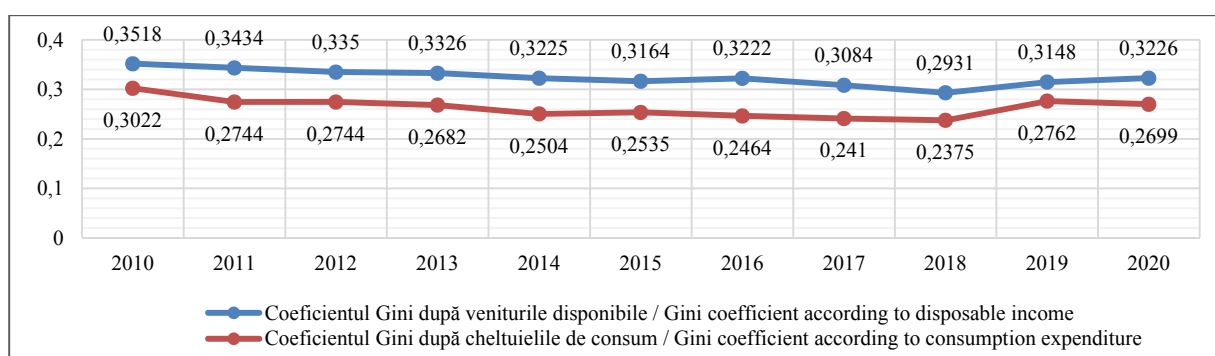 0,3518 0,3434 0,335 0,3326 0,3225 0,3164 0,3222 0,3084 0,2931 0,3148 0,3226
0,4
0,3
0,3022 0,2744 0,2744 0,2682 0,2504 0,2535 0,2464 0,241 0,2375 0,2762 0,2699
0,2
0,1
0
2010 2011 2012 2013 2014 2015 2016 2017 2018 2019 2020
Coeficientul Gini după veniturile disponibile / Gini coefficient according to disposable income
Coeficientul Gini după cheltuielile de consum / Gini coefficient according to consumption expenditure